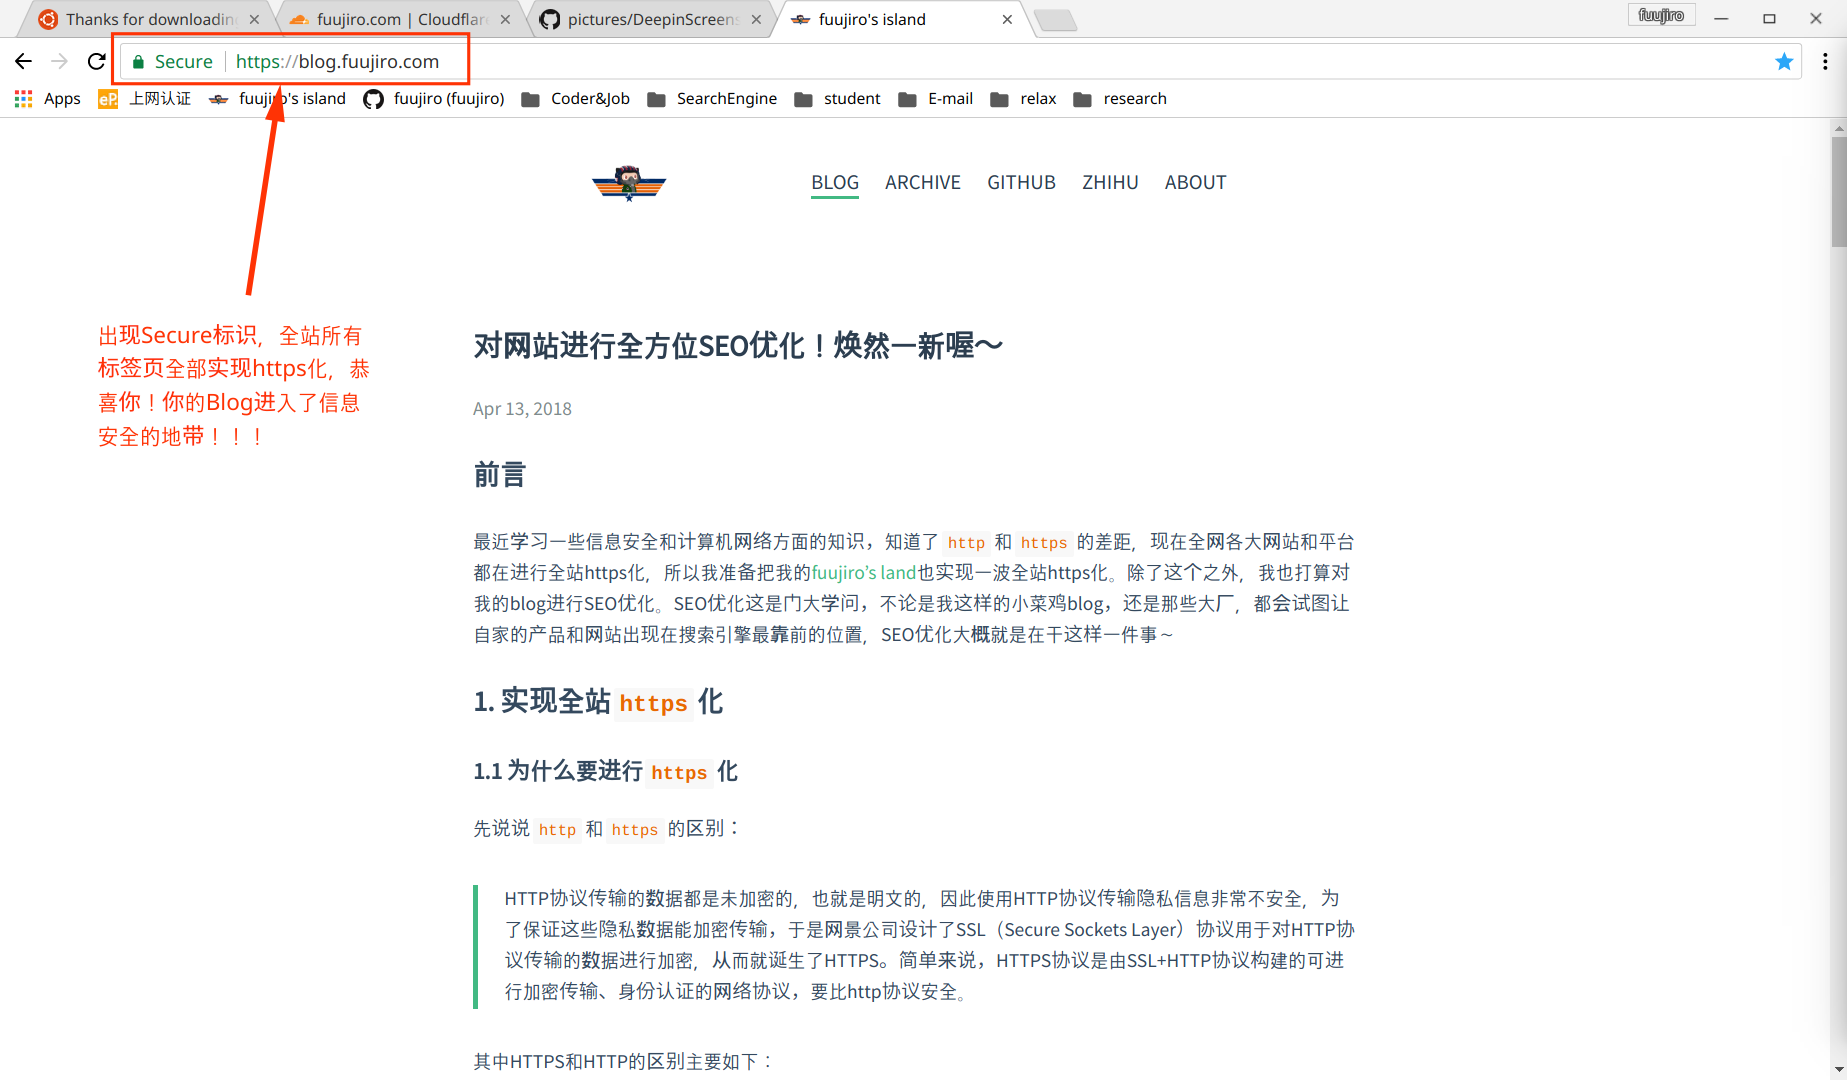 Thanks for downloading
fuujiro.com | Cloudflare
pictures/DeepinScreens
fuujiro's island
fuujiro
Secure | https://blog.fuujiro.com
Apps
eP.
上网认证
fuujiro's island
fuujiro (fuujiro)
Coder&Job
SearchEngine
student
E-mail
relax
research
BLOG ARCHIVE GITHUB ZHIHU ABOUT
出现Secure标识，全站所有
标签页全部实现https化，恭
喜你！你的Blog进入了信息
安全的地带！！！
对网站进行全方位SEO优化！焕然一新喔～
Apr 13, 2018
前言
最近学习一些信息安全和计算机网络方面的知识，知道了 http 和 https 的差距，现在全网各大网站和平台
都在进行全站https化，所以我准备把我的fuujiro’s land也实现一波全站https化。除了这个之外，我也打算对
我的blog进行SEO优化。SEO优化这是门大学问，不论是我这样的小菜鸡blog，还是那些大厂，都会试图让
自家的产品和网站出现在搜索引擎最靠前的位置，SEO优化大概就是在干这样一件事～
1. 实现全站 https 化
1.1 为什么要进行 https 化
先说说 http 和 https 的区别：
HTTP协议传输的数据都是未加密的，也就是明文的，因此使用HTTP协议传输隐私信息非常不安全，为
了保证这些隐私数据能加密传输，于是网景公司设计了SSL（Secure Sockets Layer）协议用于对HTTP协
议传输的数据进行加密，从而就诞生了HTTPS。简单来说，HTTPS协议是由SSL+HTTP协议构建的可进
行加密传输、身份认证的网络协议，要比http协议安全。
其中HTTPS和HTTP的区别主要如下：